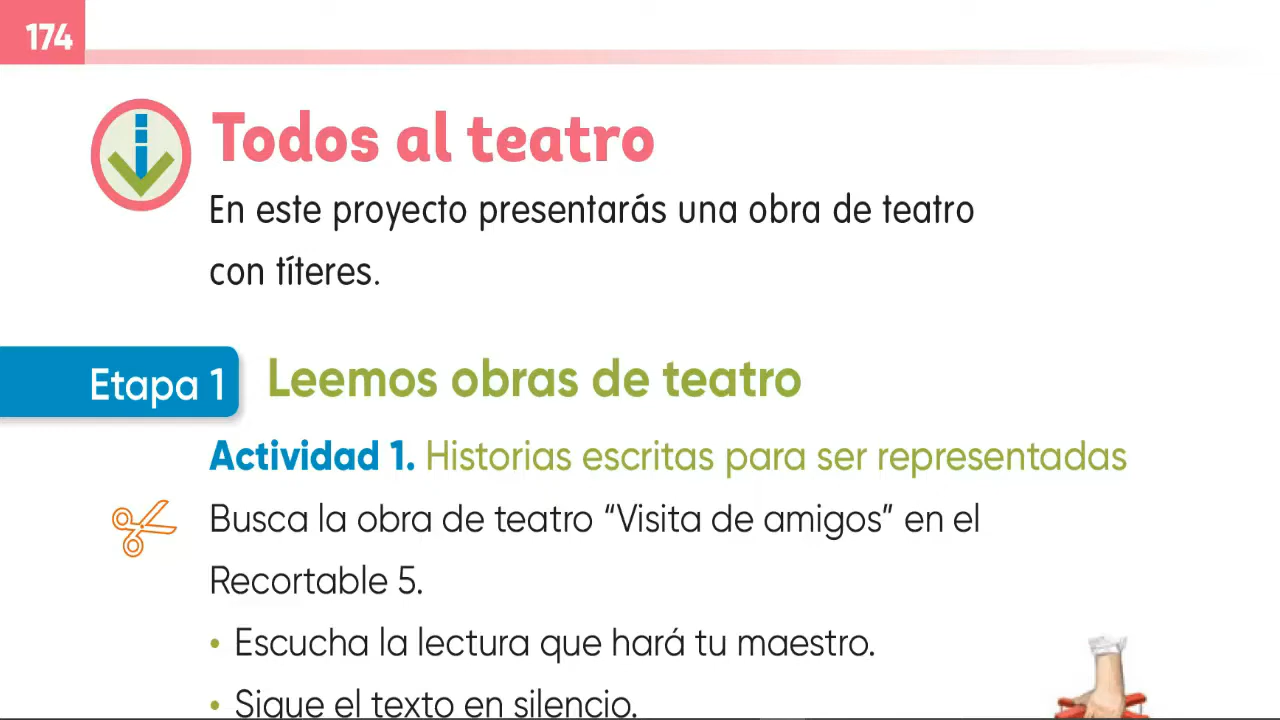 174
Todos al teatro
En este proyecto presentarás una obra de teatro
con títeres.
Etapa 1
Leemos obras de teatro
Actividad 1. Historias escritas para ser representadas
Busca la obra de teatro “Visita de amigos” en el
Recortable 5.
• Escucha la lectura que hará tu maestro.
• Sigue el texto en silencio.